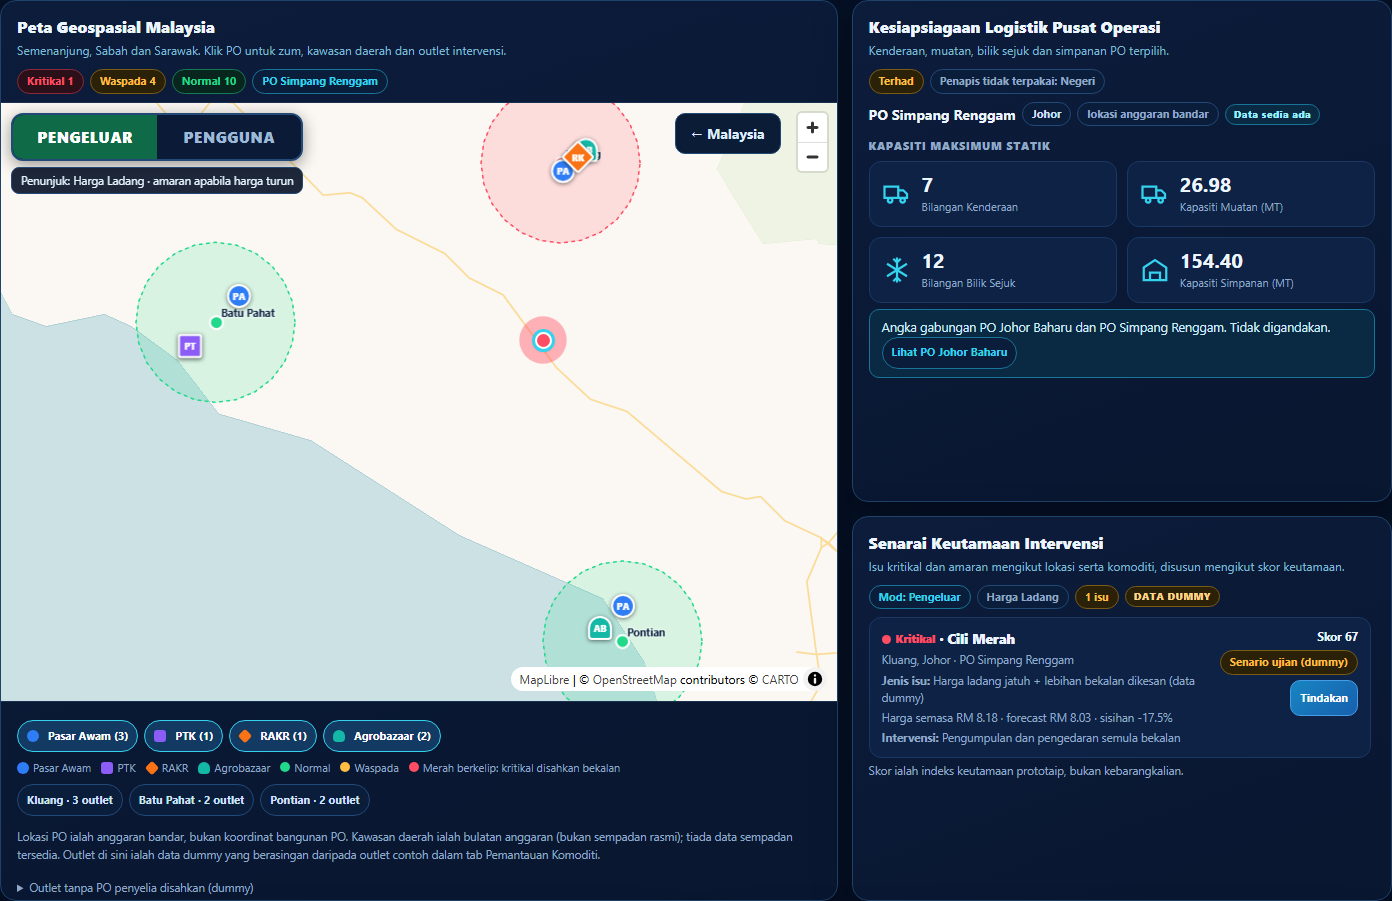 Peta Geospasial Malaysia
Semenanjung, Sabah dan Sarawak. Klik PO untuk zum, kawasan daerah dan outlet intervensi.
Kritikal 1 Waspada 4 Normal 10 PO Simpang Renggam
PENGELUAR PENGGUNA
← Malaysia
+
−
Penunjuk: Harga Ladang · amaran apabila harga turun
RK
PA
PA
Batu Pahat
PT
PA
AB
Pontian
MapLibre | © OpenStreetMap contributors © CARTO
Pasar Awam (3) PTK (1) RAKR (1) Agrobazaar (2)
Pasar Awam PTK RAKR Agrobazaar Normal Waspada Merah berkelip: kritikal disahkan bekalan
Kluang · 3 outlet Batu Pahat · 2 outlet Pontian · 2 outlet
Lokasi PO ialah anggaran bandar, bukan koordinat bangunan PO. Kawasan daerah ialah bulatan anggaran (bukan sempadan rasmi); tiada data sempadan
tersedia. Outlet di sini ialah data dummy yang berasingan daripada outlet contoh dalam tab Pemantauan Komoditi.
▶ Outlet tanpa PO penyelia disahkan (dummy)
Kesiapsiagaan Logistik Pusat Operasi
Kenderaan, muatan, bilik sejuk dan simpanan PO terpilih.
Terhad Penapis tidak terpakai: Negeri
PO Simpang Renggam Johor lokasi anggaran bandar Data sedia ada
KAPASITI MAKSIMUM STATIK
7
Bilangan Kenderaan
26.98
Kapasiti Muatan (MT)
12
Bilangan Bilik Sejuk
154.40
Kapasiti Simpanan (MT)
Angka gabungan PO Johor Baharu dan PO Simpang Renggam. Tidak digandakan.
Lihat PO Johor Baharu
Senarai Keutamaan Intervensi
Isu kritikal dan amaran mengikut lokasi serta komoditi, disusun mengikut skor keutamaan.
Mod: Pengeluar Harga Ladang 1 isu DATA DUMMY
Kritikal · Cili Merah
Skor 67
Kluang, Johor · PO Simpang Renggam
Senario ujian (dummy)
Jenis isu: Harga ladang jatuh + lebihan bekalan dikesan (data
dummy)
Tindakan
Harga semasa RM 8.18 · forecast RM 8.03 · sisihan -17.5%
Intervensi: Pengumpulan dan pengedaran semula bekalan
Skor ialah indeks keutamaan prototaip, bukan kebarangkalian.